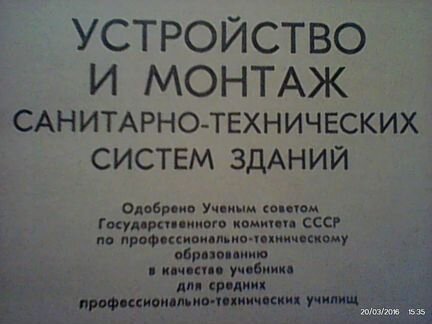 УСТРОЙСТВО
И МОНТАЖ
САНИТАРНО-ТЕХНИЧЕСКИХ
СИСТЕМ ЗДАНИЙ
Одобрено Ученым советом
Государственного комитета СССР
по профессионально-техническому
образованию
в качестве учебника
для средних
профессионально-технических училищ
20/03/2016 15:35